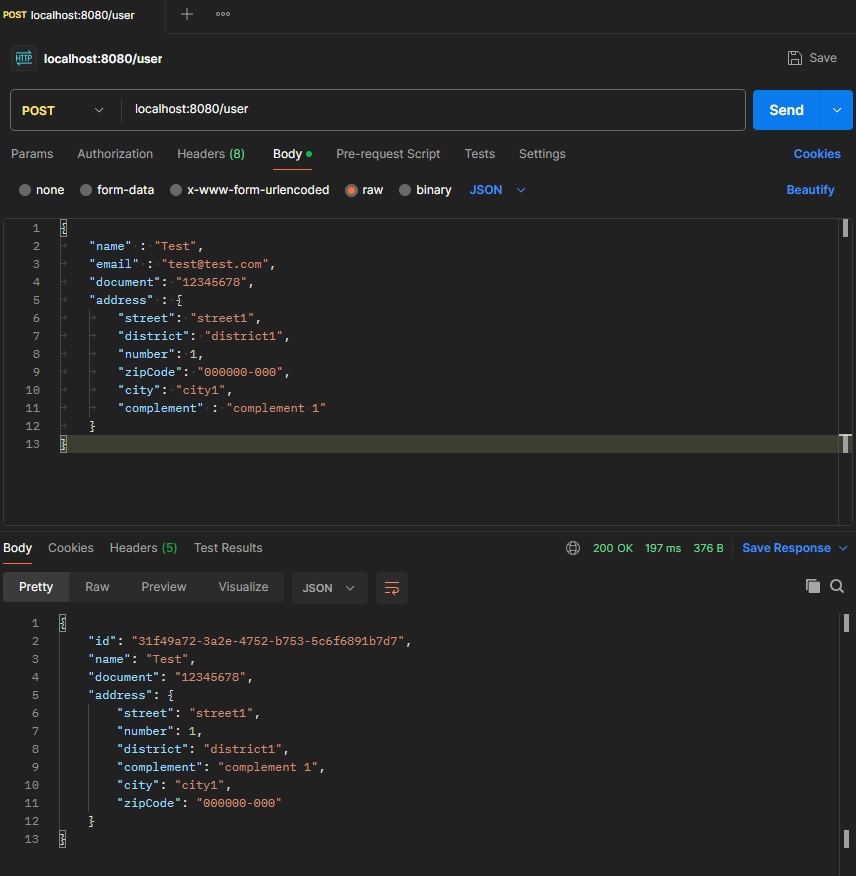 POST localhost:8080/user
HTTP localhost:8080/user Save
POST localhost:8080/user Send
Params Authorization Headers (8) Body Pre-request Script Tests Settings Cookies
none form-data x-www-form-urlencoded raw binary JSON Beautify
1 {
2 "name" : "Test",
3 "email" : "test@test.com",
4 "document": "12345678",
5 "address" : {
6 "street": "street1",
7 "district": "district1",
8 "number": 1,
9 "zipCode": "000000-000",
10 "city": "city1",
11 "complement" : "complement 1"
12 }
13 }
Body Cookies Headers (5) Test Results 200 OK 197 ms 376 B Save Response
Pretty Raw Preview Visualize JSON
1 {
2 "id": "31f49a72-3a2e-4752-b753-5c6f6891b7d7",
3 "name": "Test",
4 "document": "12345678",
5 "address": {
6 "street": "street1",
7 "number": 1,
8 "district": "district1",
9 "complement": "complement 1",
10 "city": "city1",
11 "zipCode": "000000-000"
12 }
13 }